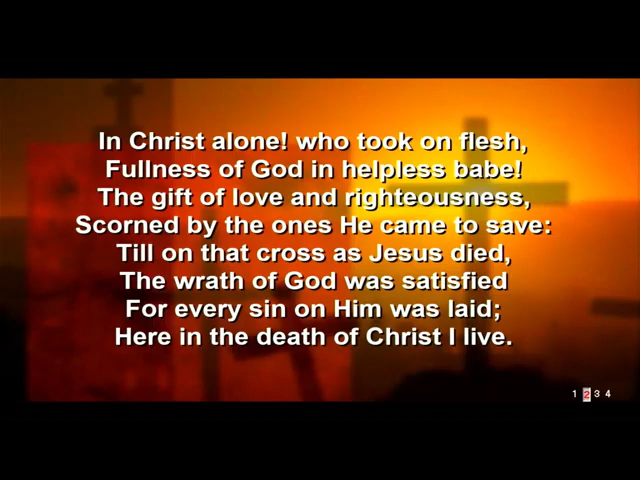 In Christ alone! who took on flesh,
Fullness of God in helpless babe!
The gift of love and righteousness,
Scorned by the ones He came to save:
Till on that cross as Jesus died,
The wrath of God was satisfied
For every sin on Him was laid;
Here in the death of Christ I live.
1 2 3 4